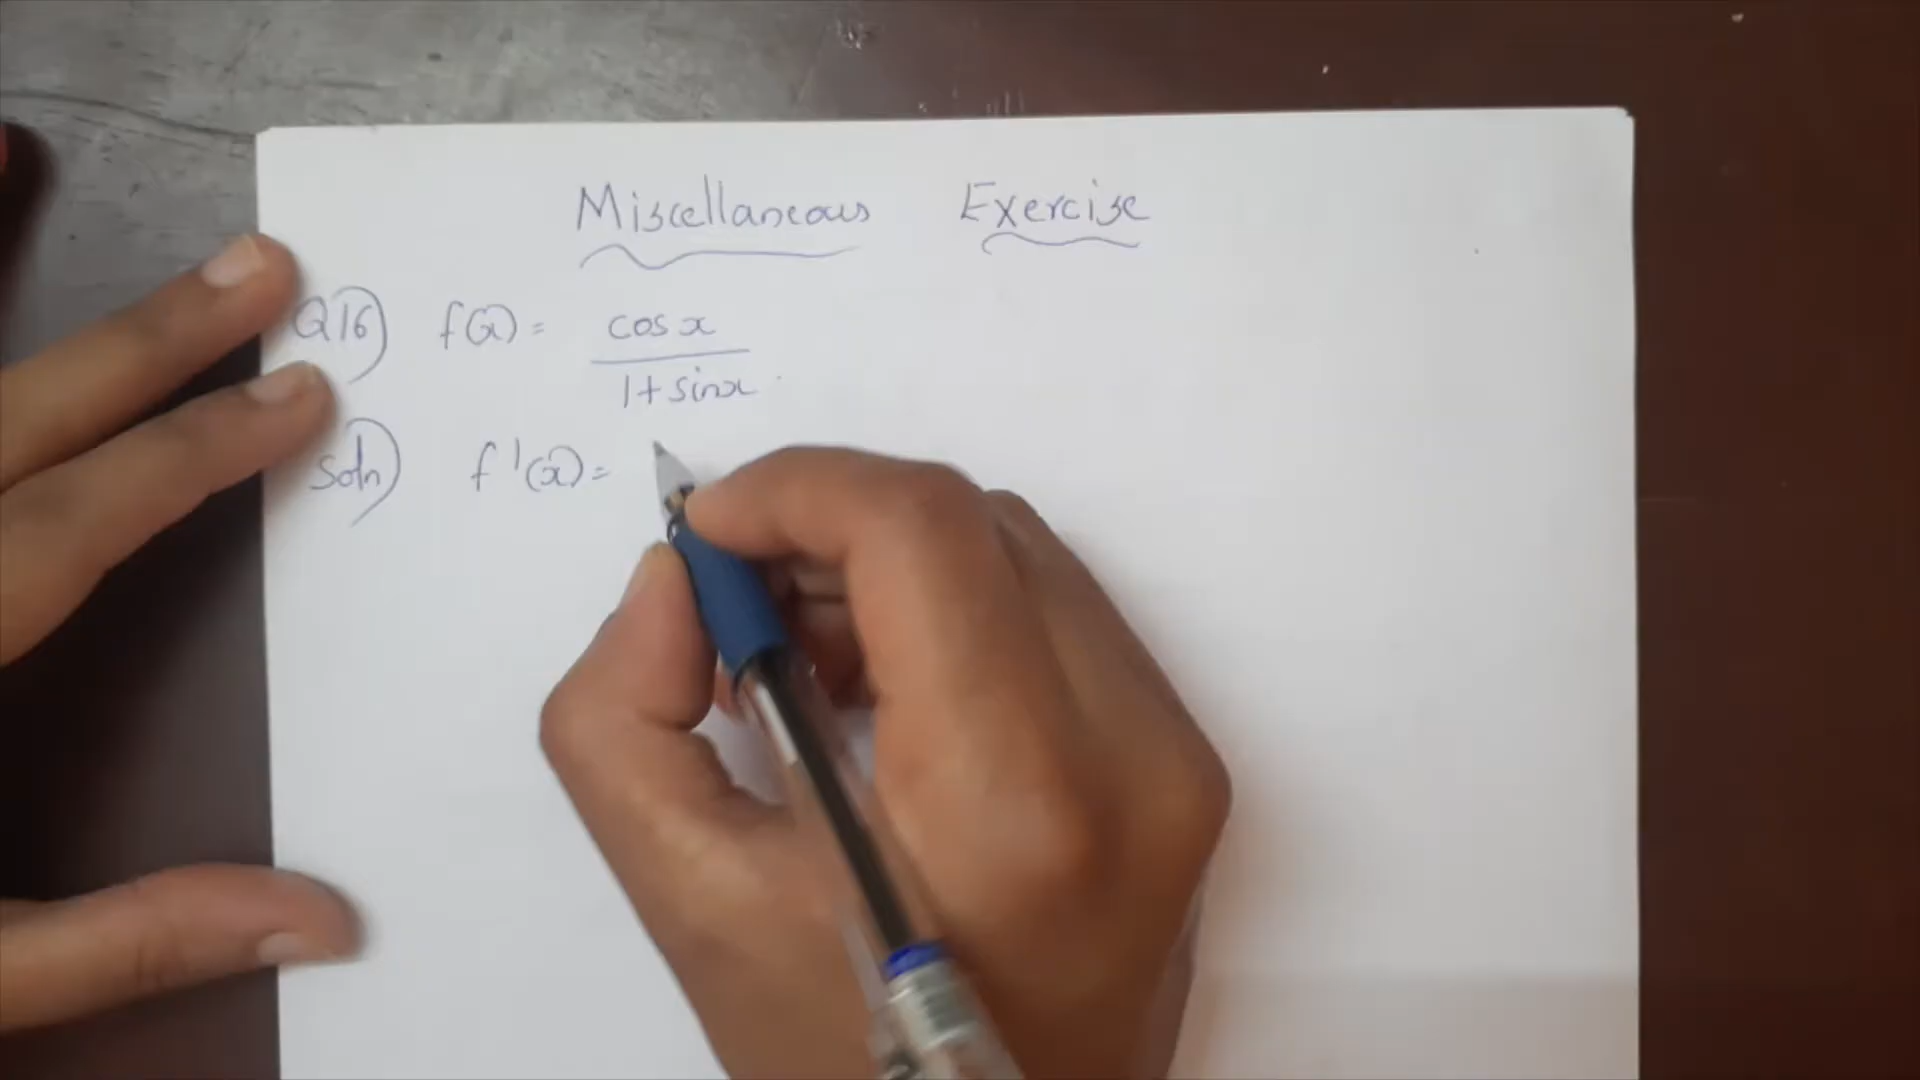 Miscellaneous Exercise
Q16) f(x) = cos x
1+sinx.
Soln) f'(x)=